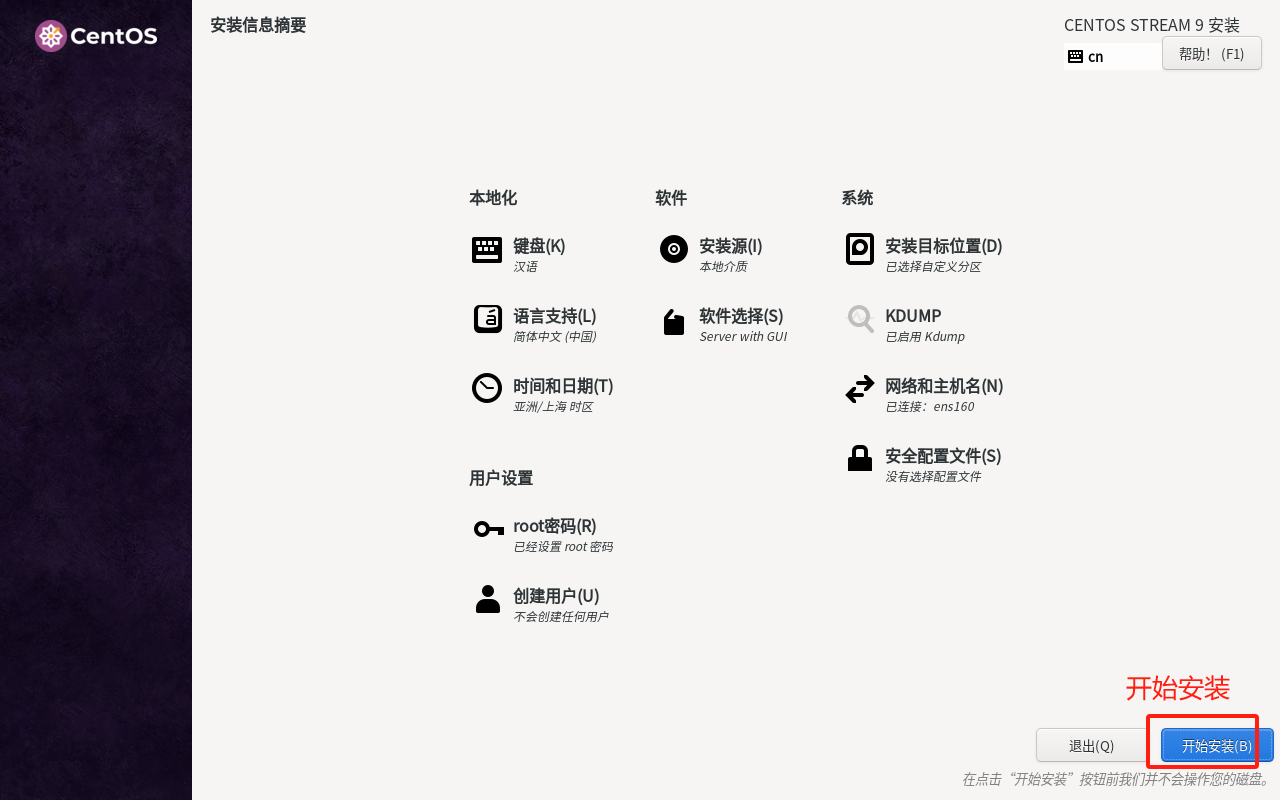 CentOS
安装信息摘要
CENTOS STREAM 9 安装
cn
帮助！ (F1)
本地化
键盘(K)
汉语
语言支持(L)
简体中文 (中国)
时间和日期(T)
亚洲/上海 时区
用户设置
root密码(R)
已经设置 root 密码
创建用户(U)
不会创建任何用户
软件
安装源(I)
本地介质
软件选择(S)
Server with GUI
系统
安装目标位置(D)
已选择自定义分区
KDUMP
已启用 Kdump
网络和主机名(N)
已连接：ens160
安全配置文件(S)
没有选择配置文件
开始安装
退出(Q)
开始安装(B)
在点击“开始安装”按钮前我们并不会操作您的磁盘。